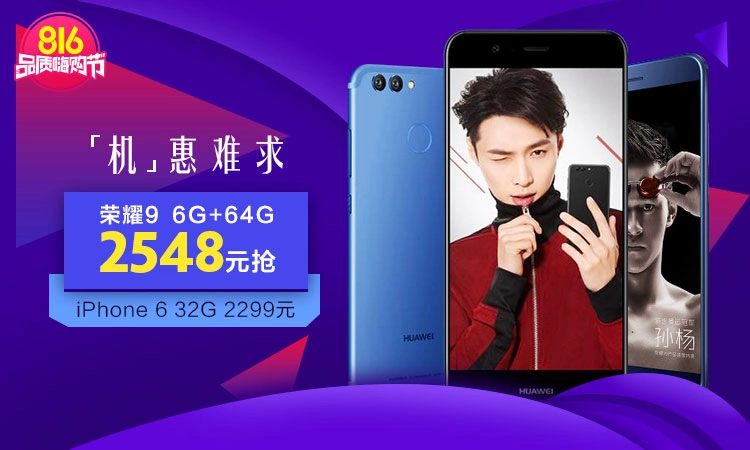 816
品质嗨购节
「机」惠难求
荣耀9 6G+64G
2548元抢
iPhone 6 32G 2299元
HUAWEI
HUAWEI
孙杨